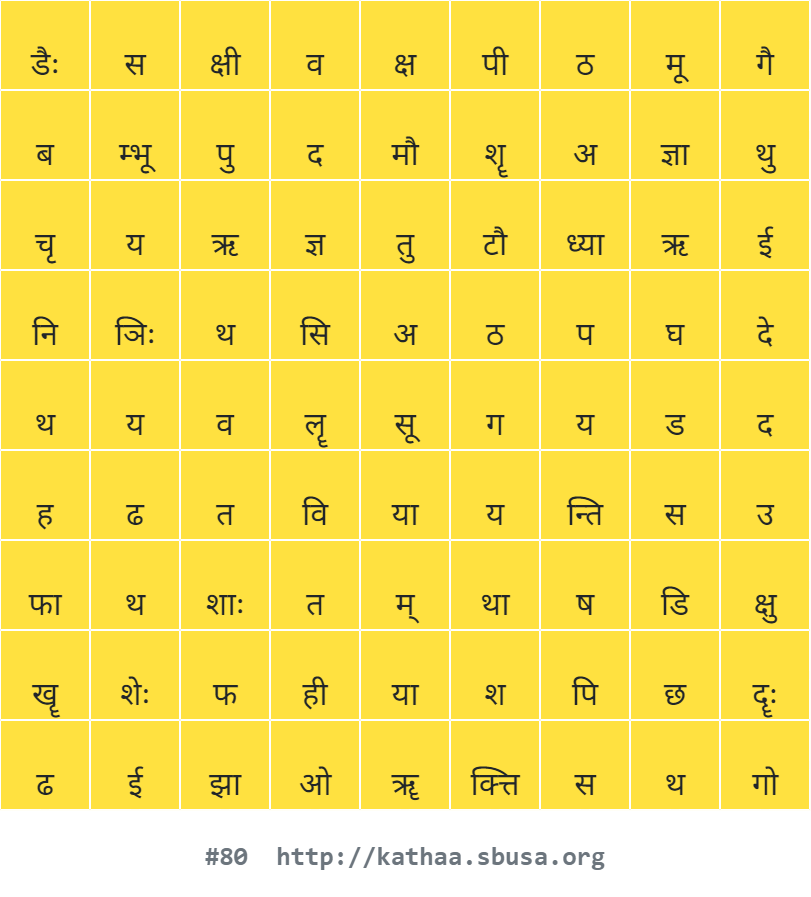 डैः स क्षी व क्ष पी ठ मू गै
ब म्भू पु द मौ शॄ अ ज्ञा थु
चृ य ऋ ज्ञ तु टौ ध्या ऋ ई
नि ञिः थ सि अ ठ प घ दे
थ य व लॄ सू ग य ड द
ह ढ त वि या य न्ति स उ
फा थ शाः त म् था ष डि क्षु
खॄ शेः फ ही या श पि छ दॄः
ढ ई झा ओ ॠ क्त्ति स थ गो
#80 http://kathaa.sbusa.org